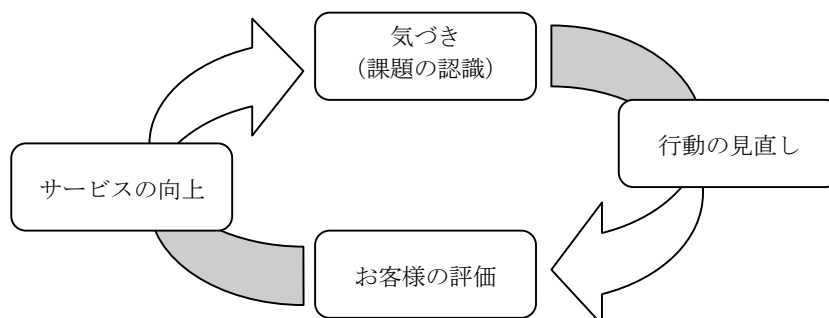 気づき
（課題の認識）
行動の見直し
お客様の評価
サービスの向上